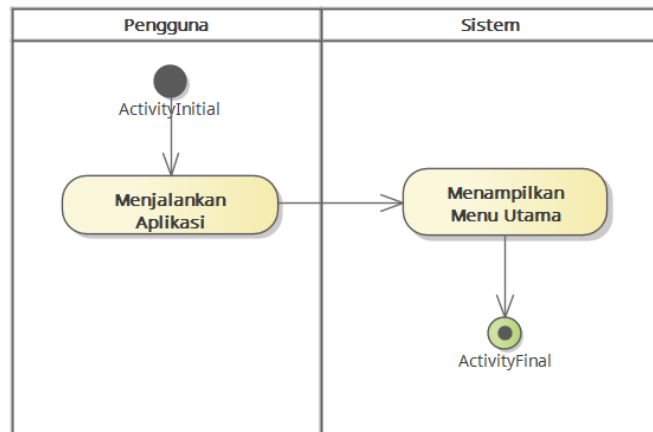 Pengguna
Sistem
ActivityInitial
Menjalankan
Aplikasi
Menampilkan
Menu Utama
ActivityFinal